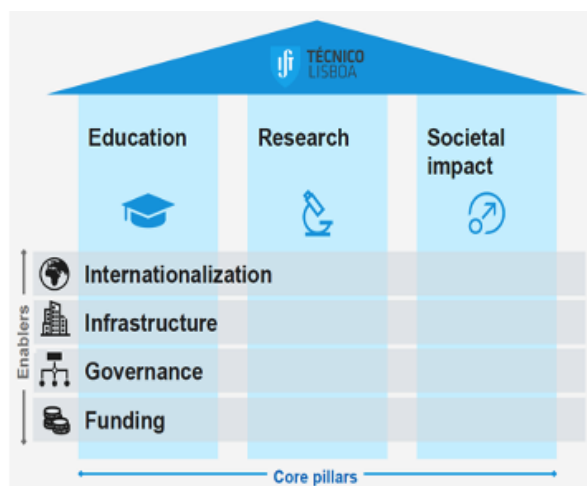 TÉCNICO
LISBOA
Education
Research
Societal
impact
Enablers
Internationalization
Infrastructure
Governance
Funding
Core pillars